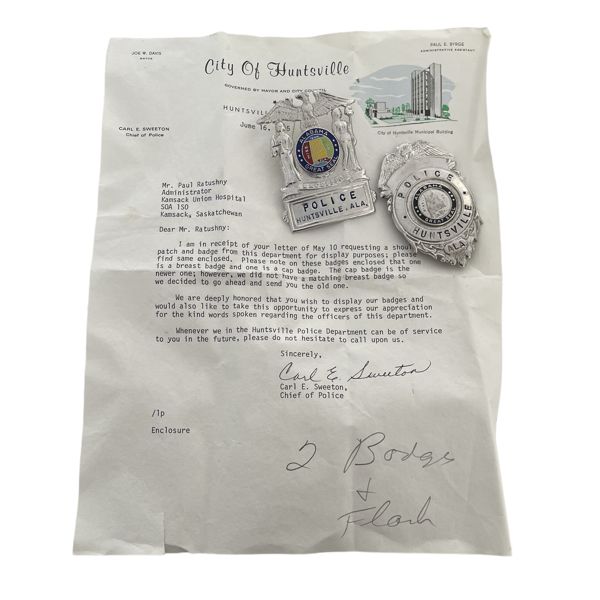 JOE W. DAVIS
MAYOR
PAUL E. BYRGE
ADMINISTRATIVE ASSISTANT
City Of Huntsville
GOVERNED BY MAYOR AND CITY COUNCIL
HUNTSVILL
City of Huntsville Municipal Building
CARL E. SWEETON
Chief of Police
June 16,
ALABAMA
GREAT SEAL
POLICE
HUNTSVILLE, ALA.
POLICE
ALABAMA
GREAT SEAL
HUNTSVILLE
ALA.
Mr. Paul Ratushny
Administrator
Kamsack Union Hospital
SOA 1SO
Kamsack, Saskatchewan
Dear Mr. Ratushny:
I am in receipt of your letter of May 10 requesting a shoul
patch and badge from this department for display purposes; please
find same enclosed. Please note on these badges enclosed that one
is a breast badge and one is a cap badge. The cap badge is the
newer one; however, we did not have a matching breast badge so
we decided to go ahead and send you the old one.
We are deeply honored that you wish to display our badges and
would also like to take this opportunity to express our appreciation
for the kind words spoken regarding the officers of this department.
Whenever we in the Huntsville Police Department can be of service
to you in the future, please do not hesitate to call upon us.
Sincerely,
Carl E. Sweeton
Carl E. Sweeton,
Chief of Police
/lp
Enclosure
2 Bodgs
+
Flash